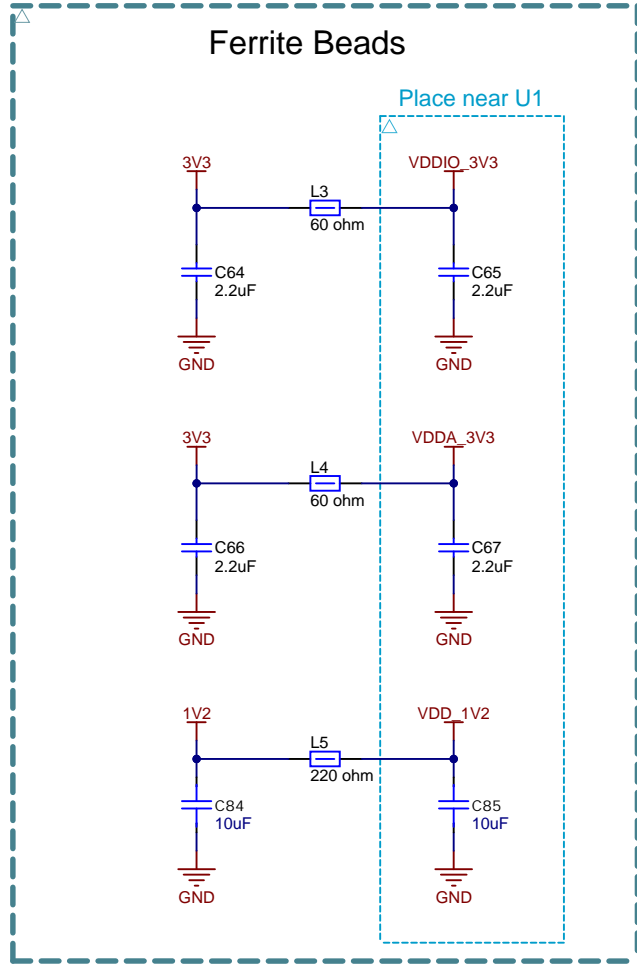 Ferrite Beads
Place near U1
3V3
VDDIO_3V3
L3
60 ohm
C64
2.2uF
C65
2.2uF
GND
GND
3V3
VDDA_3V3
L4
60 ohm
C66
2.2uF
C67
2.2uF
GND
GND
1V2
VDD_1V2
L5
220 ohm
C84
10uF
C85
10uF
GND
GND